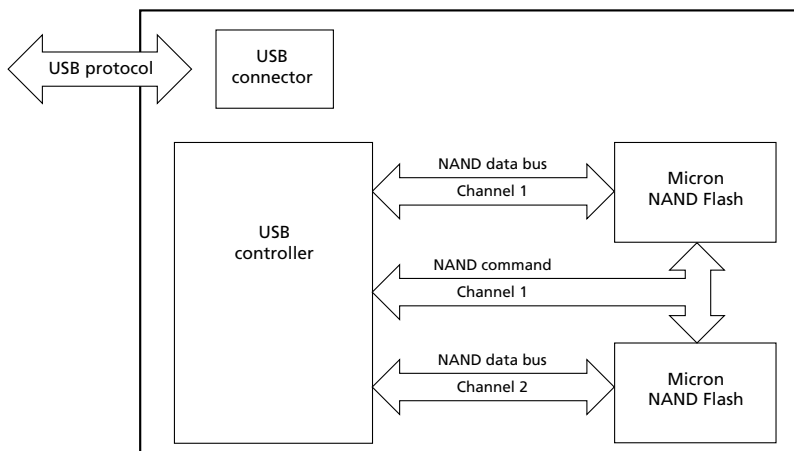 USB protocol
USB
connector
USB
controller
NAND data bus
Channel 1
Micron
NAND Flash
NAND command
Channel 1
NAND data bus
Channel 2
Micron
NAND Flash